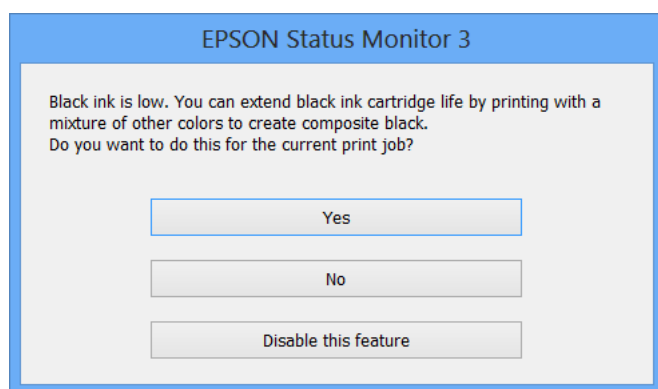 EPSON Status Monitor 3
Black ink is low. You can extend black ink cartridge life by printing with a
mixture of other colors to create composite black.
Do you want to do this for the current print job?
Yes
No
Disable this feature